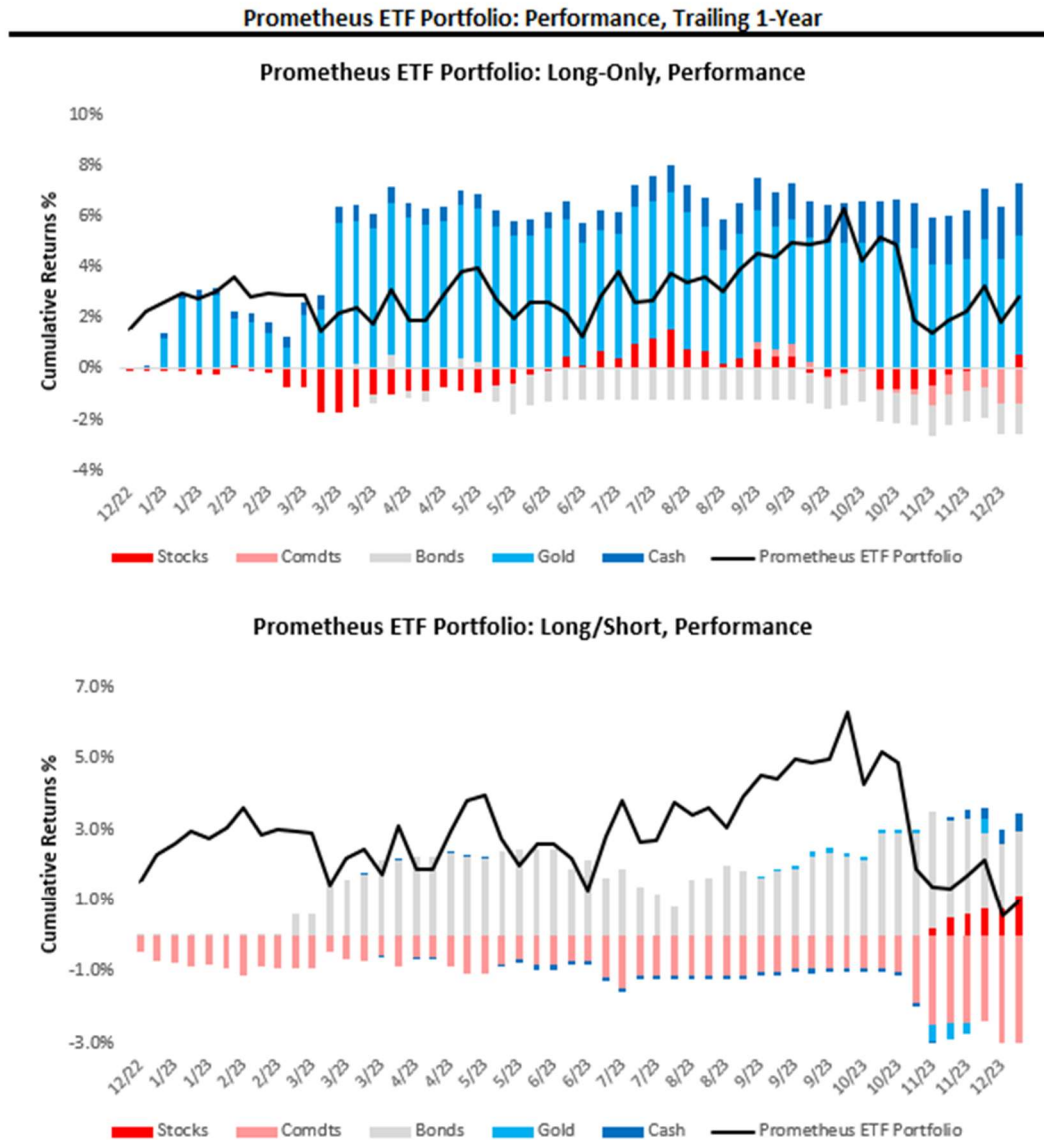 Prometheus ETF Portfolio: Performance, Trailing 1-Year
Prometheus ETF Portfolio: Long-Only, Performance
Cumulative Returns %
10%
8%
6%
4%
2%
0%
-2%
-4%
12/22 1/23 1/23 2/23 2/23 3/23 3/23 3/23 4/23 4/23 5/23 5/23 6/23 6/23 7/23 7/23 8/23 8/23 9/23 9/23 9/23 10/23 10/23 11/23 11/23 12/23
Stocks Comdts Bonds Gold Cash Prometheus ETF Portfolio
Prometheus ETF Portfolio: Long/Short, Performance
Cumulative Returns %
7.0%
5.0%
3.0%
1.0%
-1.0%
-3.0%
12/22 1/23 1/23 2/23 2/23 3/23 3/23 3/23 4/23 4/23 5/23 5/23 6/23 6/23 7/23 7/23 8/23 8/23 9/23 9/23 9/23 10/23 10/23 11/23 11/23 12/23
Stocks Comdts Bonds Gold Cash Prometheus ETF Portfolio